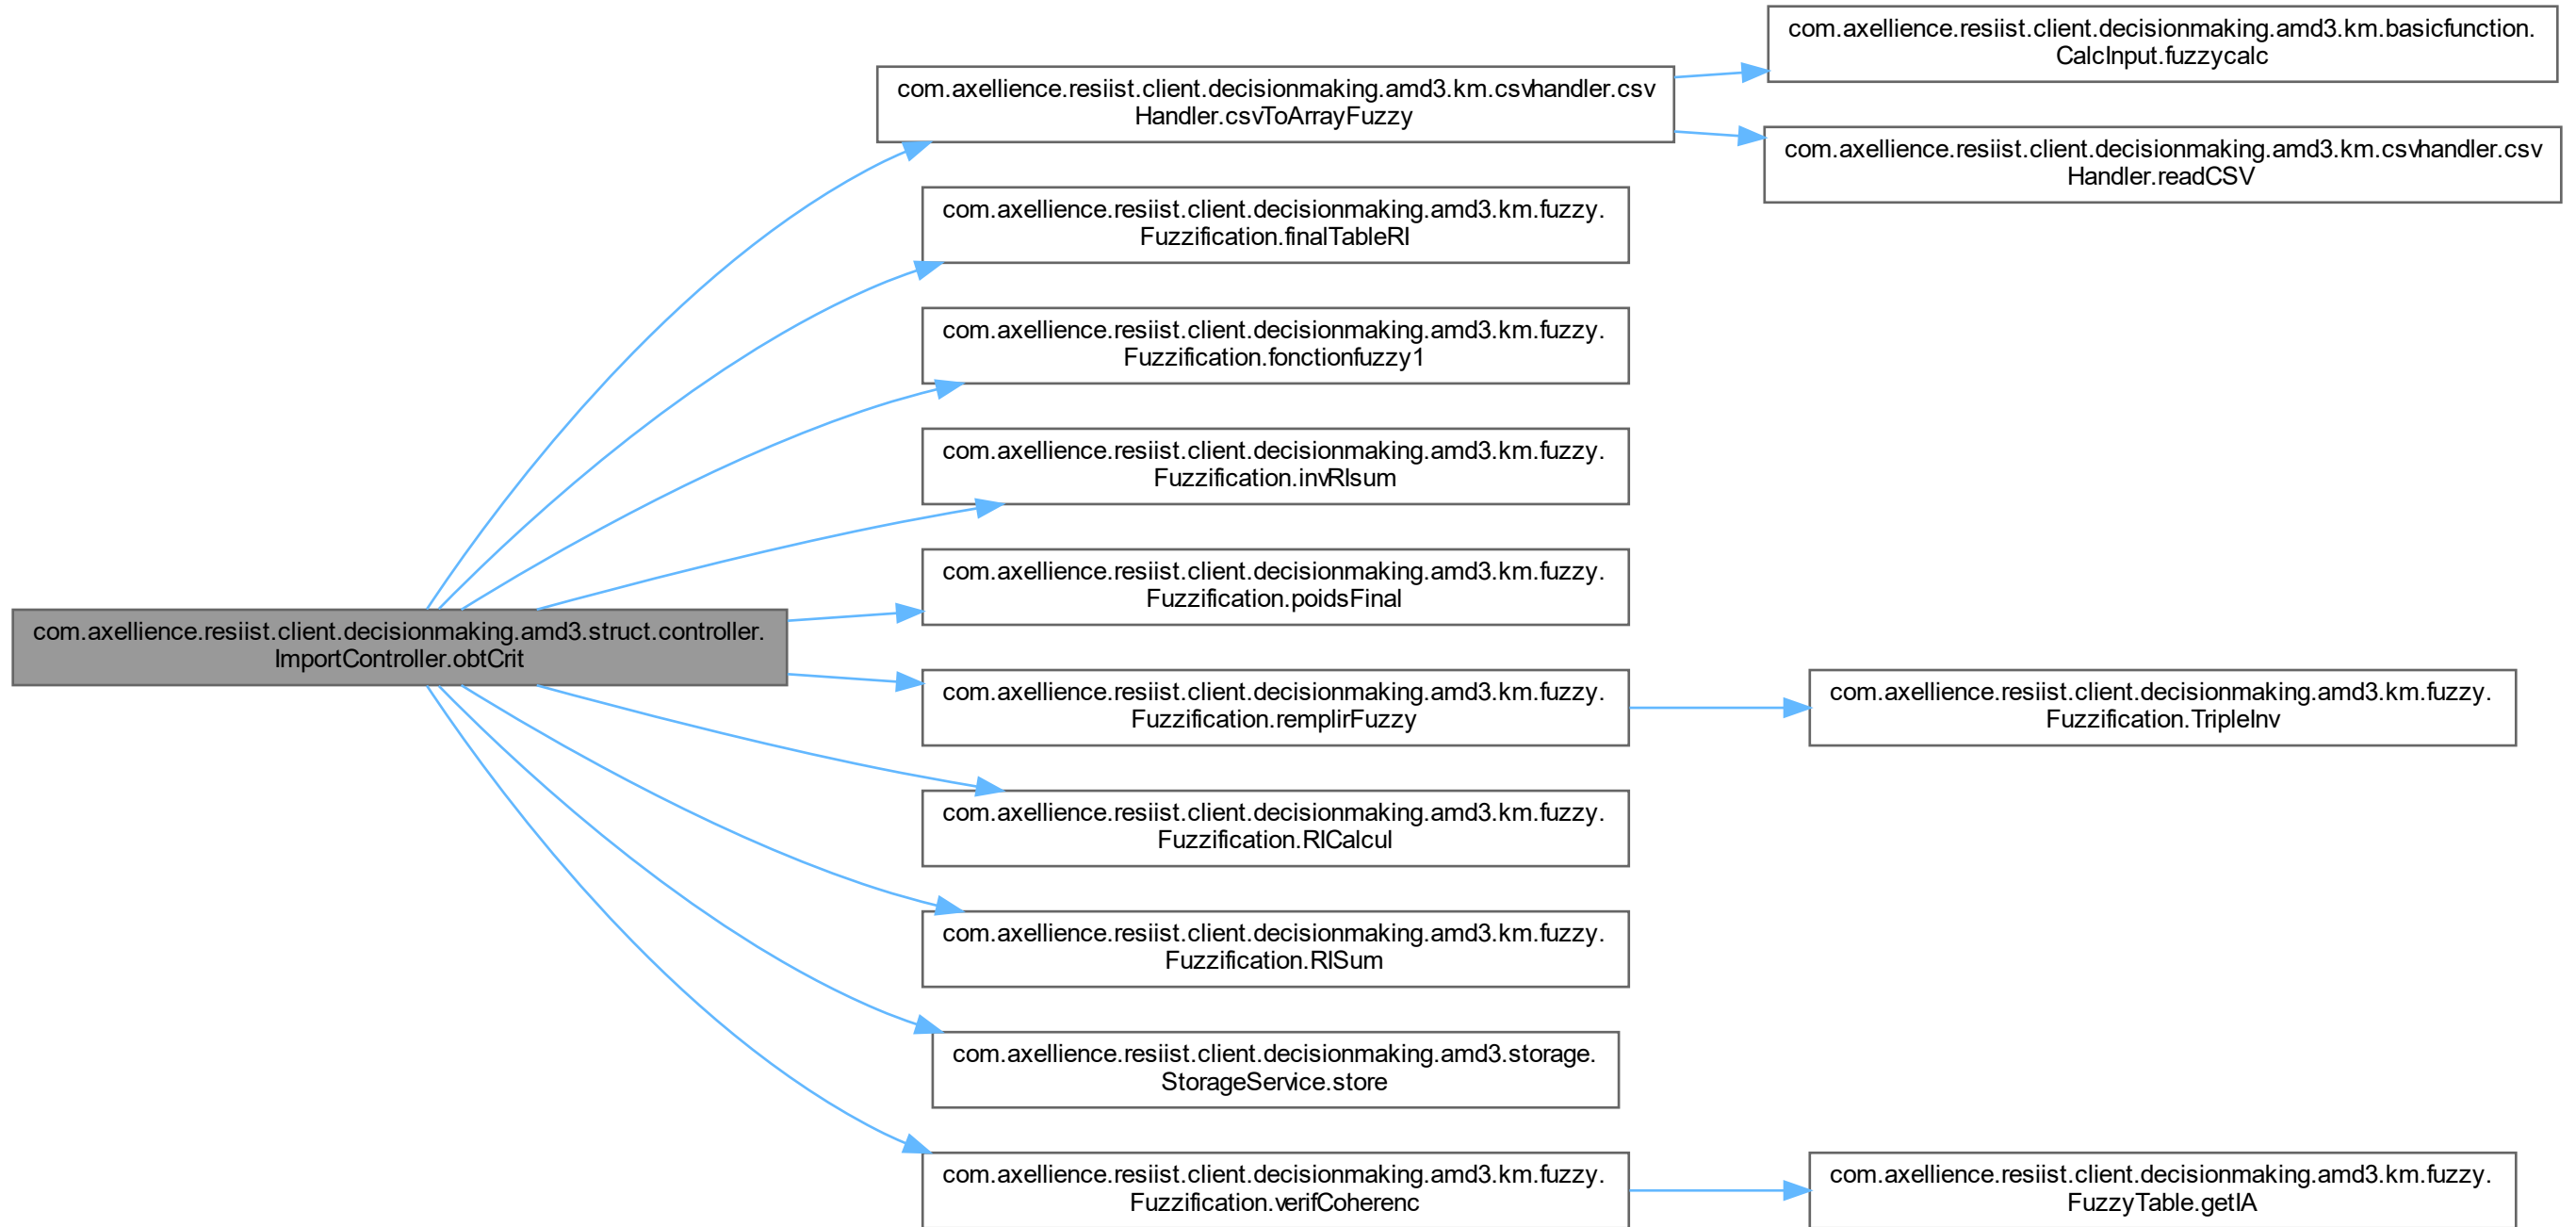 com.axellience.resiist.client.decisionmaking.amd3.struct.controller.
ImportController.obtCrit
com.axellience.resiist.client.decisionmaking.amd3.km.csvhandler.csv
Handler.csvToArrayFuzzy
com.axellience.resiist.client.decisionmaking.amd3.km.basicfunction.
CalcInput.fuzzycalc
com.axellience.resiist.client.decisionmaking.amd3.km.csvhandler.csv
Handler.readCSV
com.axellience.resiist.client.decisionmaking.amd3.km.fuzzy.
Fuzzification.finalTableRI
com.axellience.resiist.client.decisionmaking.amd3.km.fuzzy.
Fuzzification.fonctionfuzzy1
com.axellience.resiist.client.decisionmaking.amd3.km.fuzzy.
Fuzzification.invRIsum
com.axellience.resiist.client.decisionmaking.amd3.km.fuzzy.
Fuzzification.poidsFinal
com.axellience.resiist.client.decisionmaking.amd3.km.fuzzy.
Fuzzification.remplirFuzzy
com.axellience.resiist.client.decisionmaking.amd3.km.fuzzy.
Fuzzification.TripleInv
com.axellience.resiist.client.decisionmaking.amd3.km.fuzzy.
Fuzzification.RICalcul
com.axellience.resiist.client.decisionmaking.amd3.km.fuzzy.
Fuzzification.RISum
com.axellience.resiist.client.decisionmaking.amd3.storage.
StorageService.store
com.axellience.resiist.client.decisionmaking.amd3.km.fuzzy.
Fuzzification.verifCoherenc
com.axellience.resiist.client.decisionmaking.amd3.km.fuzzy.
FuzzyTable.getIA